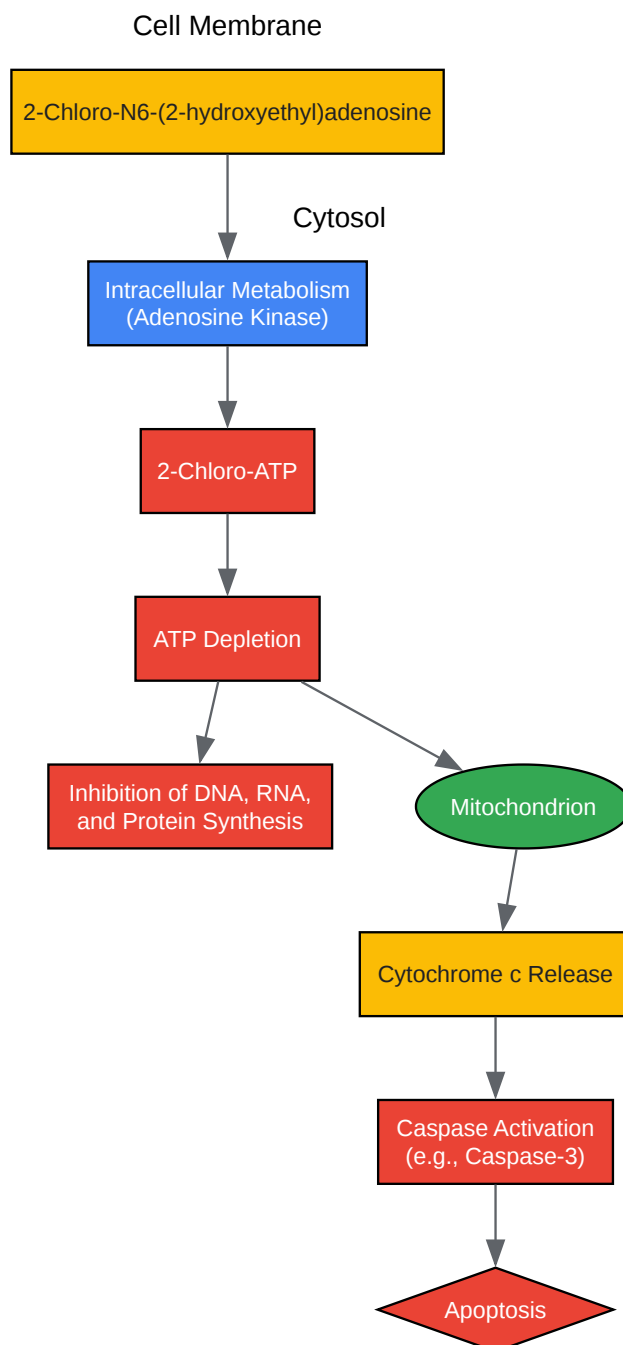 Cell Membrane
2-Chloro-N6-(2-hydroxyethyl)adenosine
Cytosol
Intracellular Metabolism
(Adenosine Kinase)
2-Chloro-ATP
ATP Depletion
Inhibition of DNA, RNA,
and Protein Synthesis
Mitochondrion
Cytochrome c Release
Caspase Activation
(e.g., Caspase-3)
Apoptosis